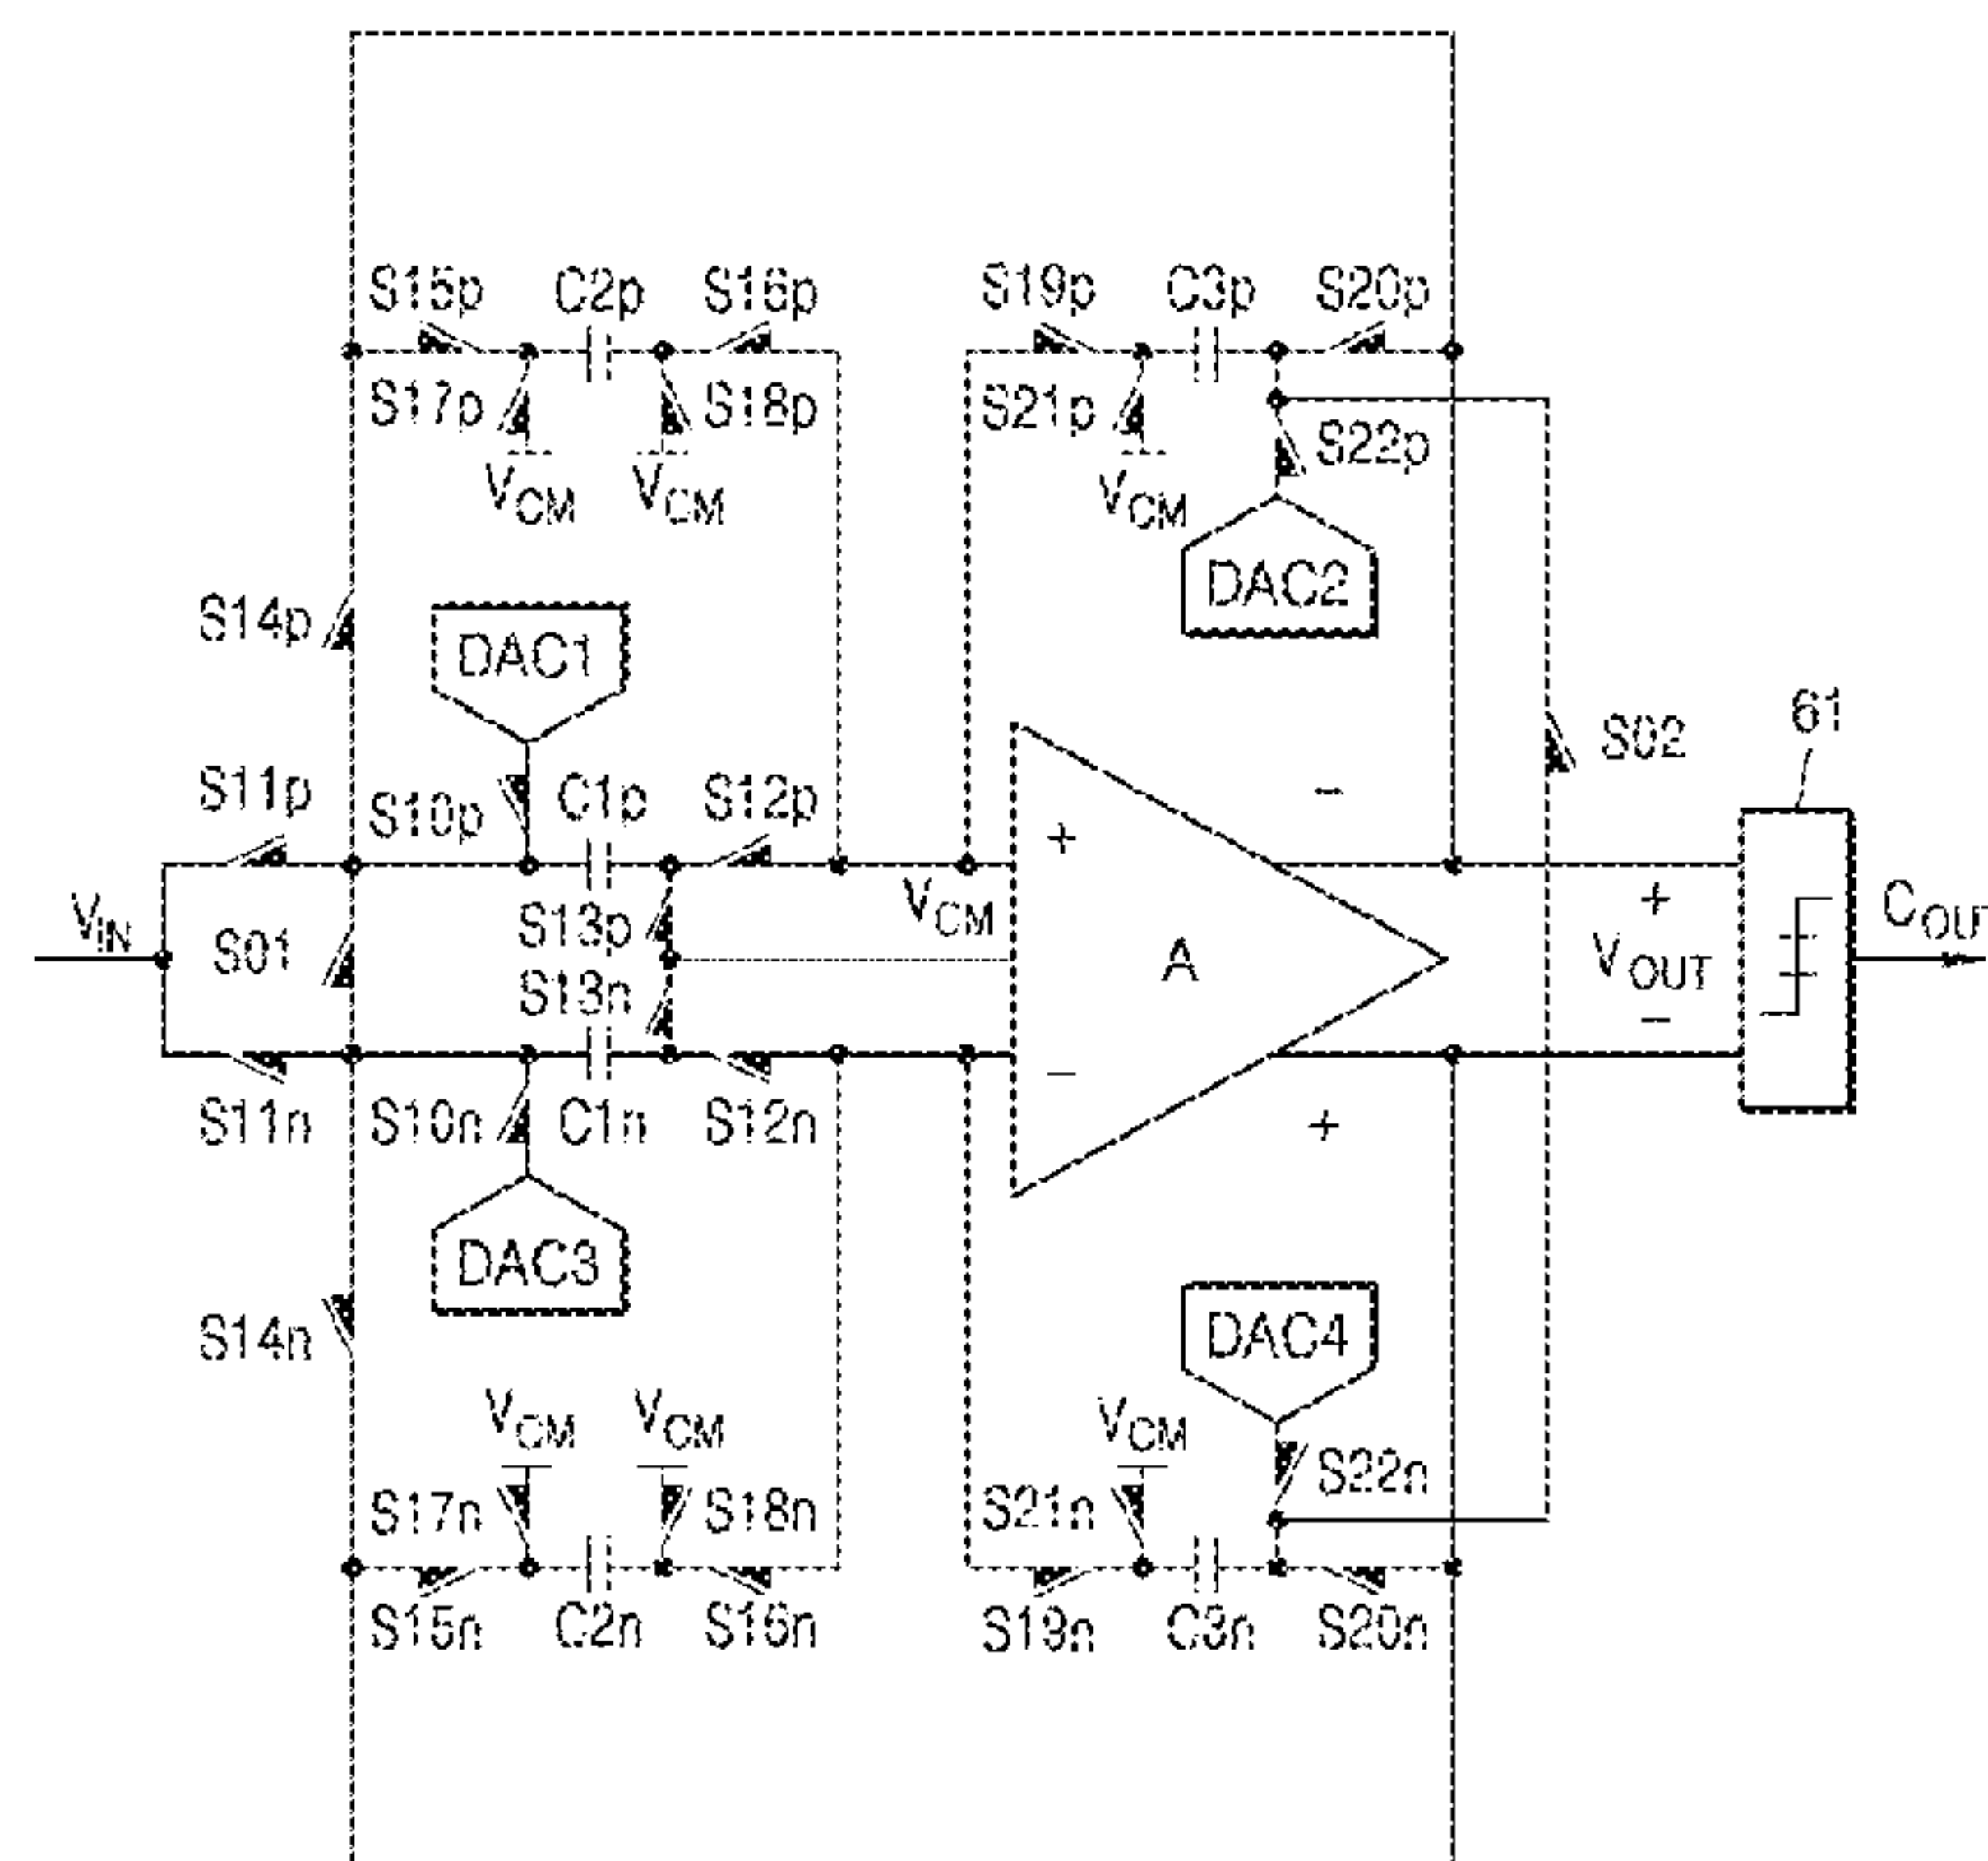 S15p C2p S16p S19p C3p S20p
S17p S18p S21p S22p
VCM VCM VCM
DAC2
S14p
DAC1
S02
61
S11p S10p C1p S12p
+ -
VIN S01 S13p VCM + COUT
S13n A VOUT
-
S11n S10n C1n S12n - +
DAC3
S14n
DAC4
VCM VCM VCM
S17n S18n S21n S22n
S15n C2n S16n S19n C3n S20n